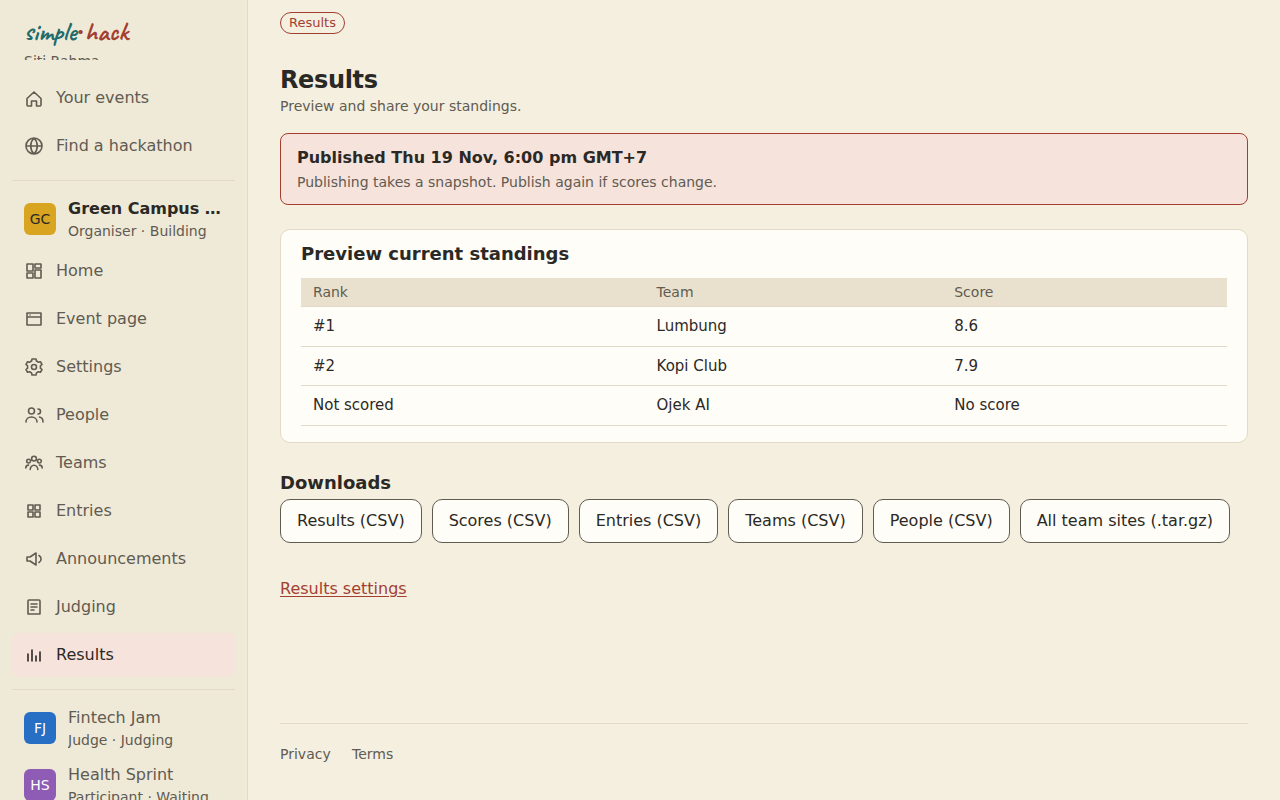 simple·hack
Siti Rahma
Your events
Find a hackathon
GC
Green Campus ...
Organiser · Building
Home
Event page
Settings
People
Teams
Entries
Announcements
Judging
Results
FJ
Fintech Jam
Judge · Judging
HS
Health Sprint
Participant · Waiting
Results
Results
Preview and share your standings.
Published Thu 19 Nov, 6:00 pm GMT+7
Publishing takes a snapshot. Publish again if scores change.
Preview current standings
Rank Team Score
#1 Lumbung 8.6
#2 Kopi Club 7.9
Not scored Ojek AI No score
Downloads
Results (CSV) Scores (CSV) Entries (CSV) Teams (CSV) People (CSV) All team sites (.tar.gz)
Results settings
Privacy Terms